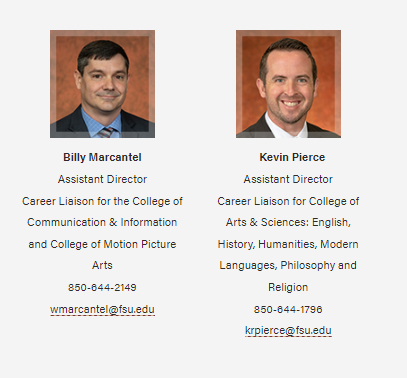 Billy Marcantel
Assistant Director
Career Liaison for the College of
Communication & Information
and College of Motion Picture
Arts
850-644-2149
wmarcantel@fsu.edu
Kevin Pierce
Assistant Director
Career Liaison for College of
Arts & Sciences: English,
History, Humanities, Modern
Languages, Philosophy and
Religion
850-644-1796
krpierce@fsu.edu